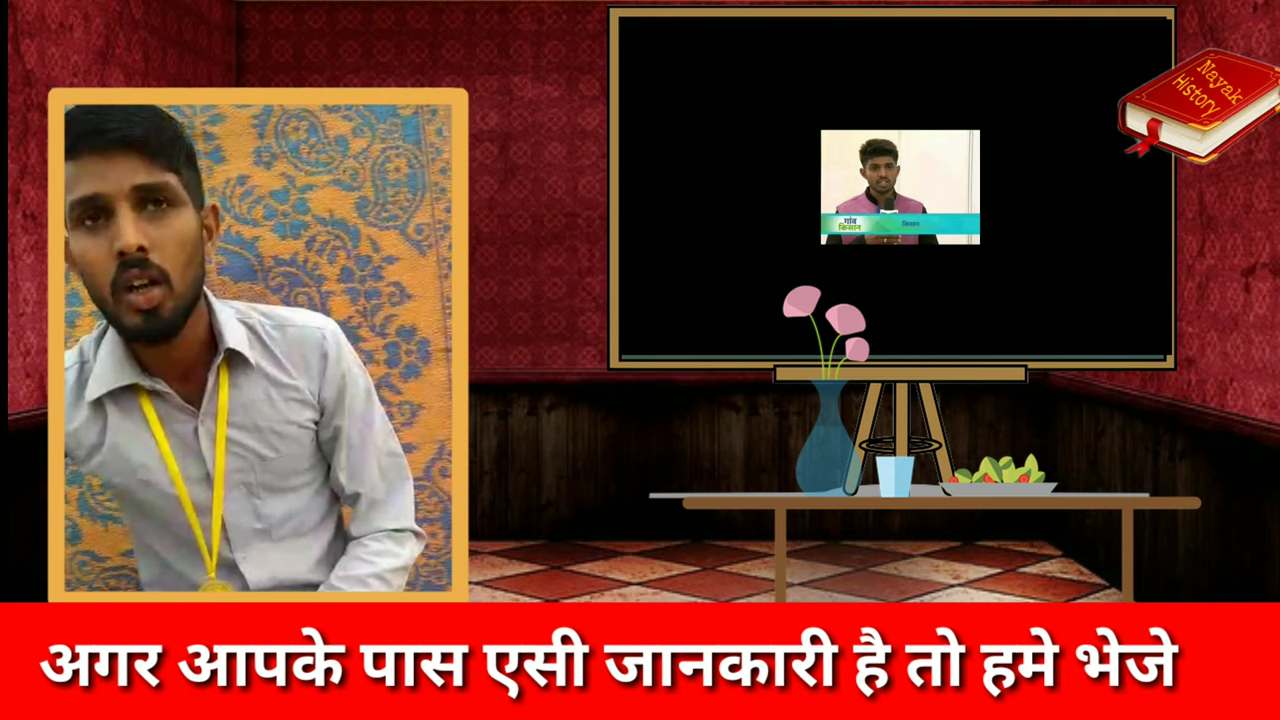 Nayak
History
गांव
किसान
किसान
अगर आपके पास एसी जानकारी है तो हमे भेजे